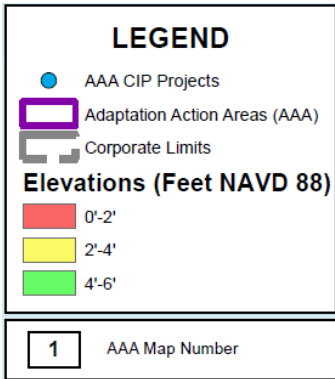 LEGEND
AAA CIP Projects
Adaptation Action Areas (AAA)
Corporate Limits
Elevations (Feet NAVD 88)
0'-2'
2'-4'
4'-6'
1 AAA Map Number